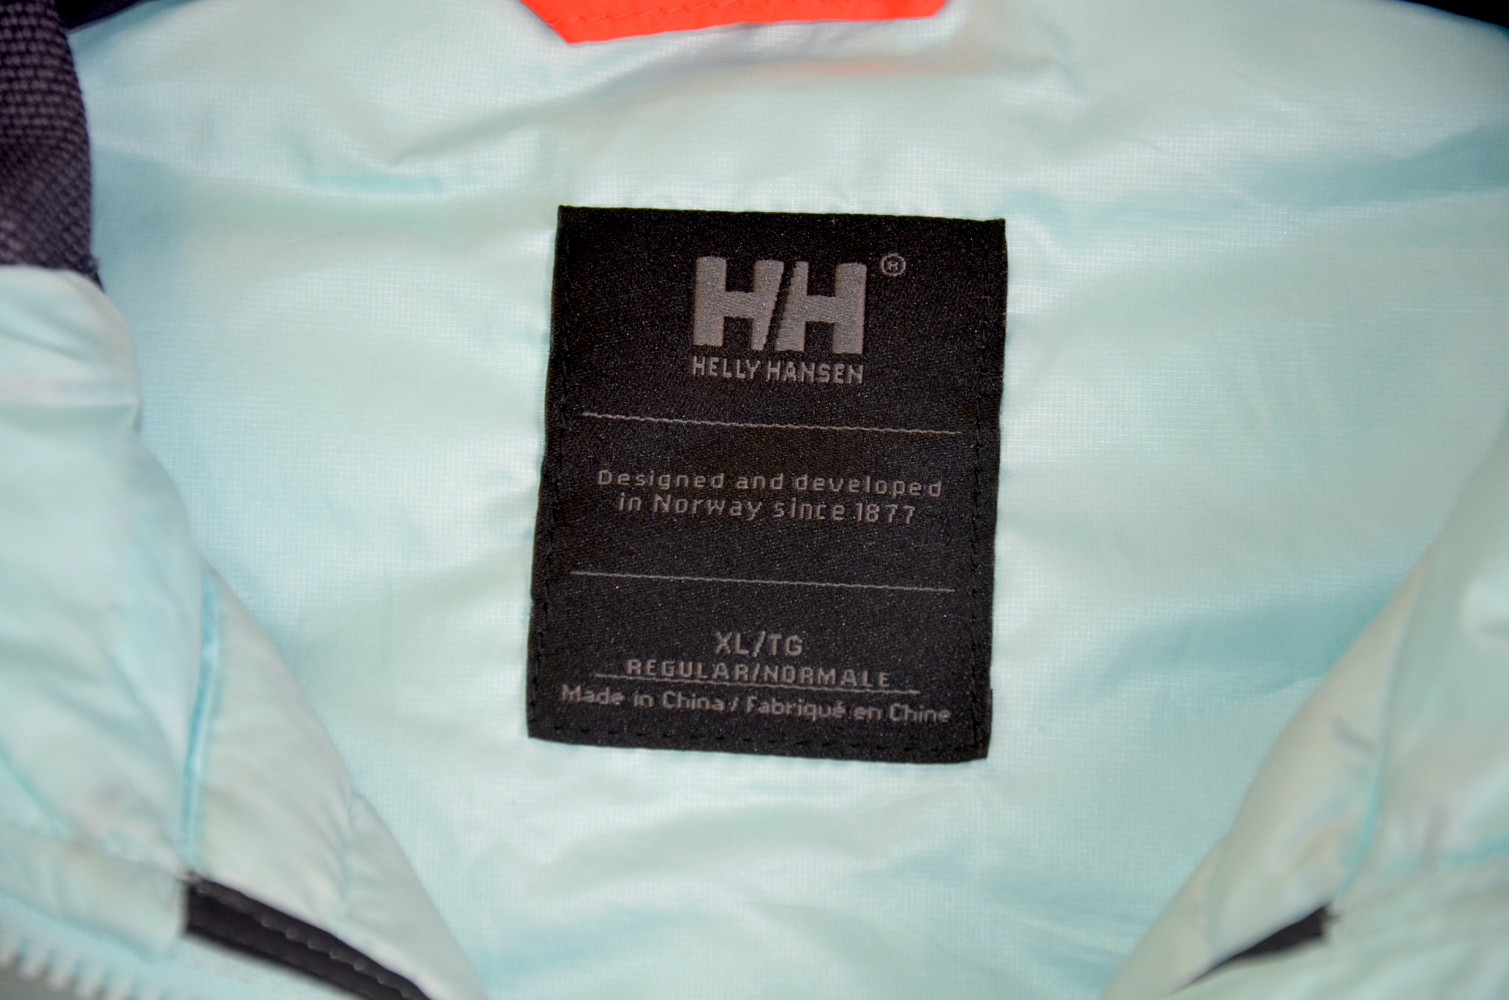 H/H ®
HELLY HANSEN
Designed and developed
in Norway since 1877
XL/TG
REGULAR/NORMALE
Made in China / Fabriqué en Chine